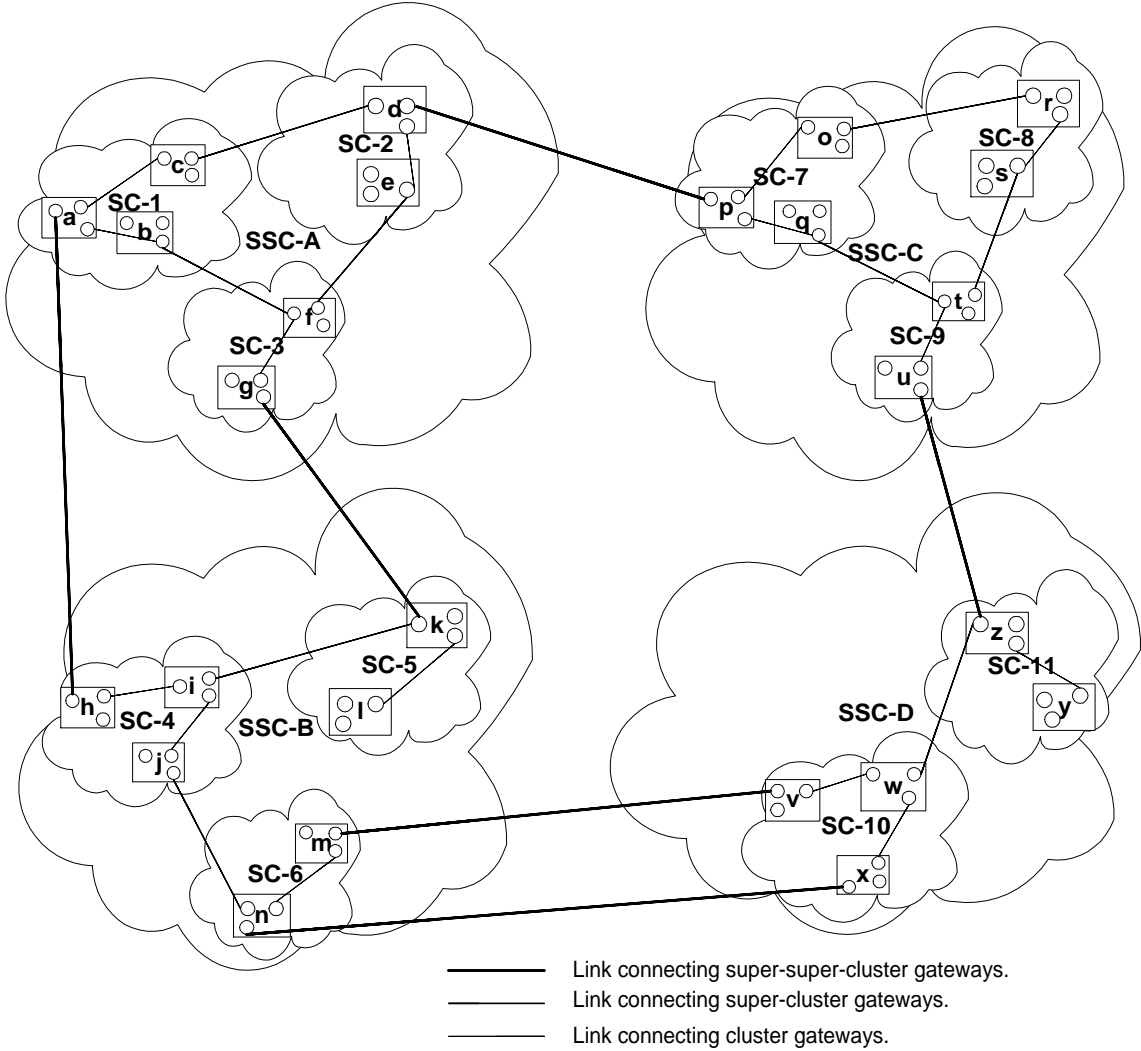 d
r
o
SC-2
SC-8
c
SC-7
s
e
SC-1
a
p
b
q
SSC-A
SSC-C
f
t
SC-3
SC-9
g
u
k
z
SC-5
SC-11
i
h
SC-4
SSC-B
l
SSC-D
y
j
w
v
SC-10
m
SC-6
x
n
Link connecting super-super-cluster gateways.
Link connecting super-cluster gateways.
Link connecting cluster gateways.